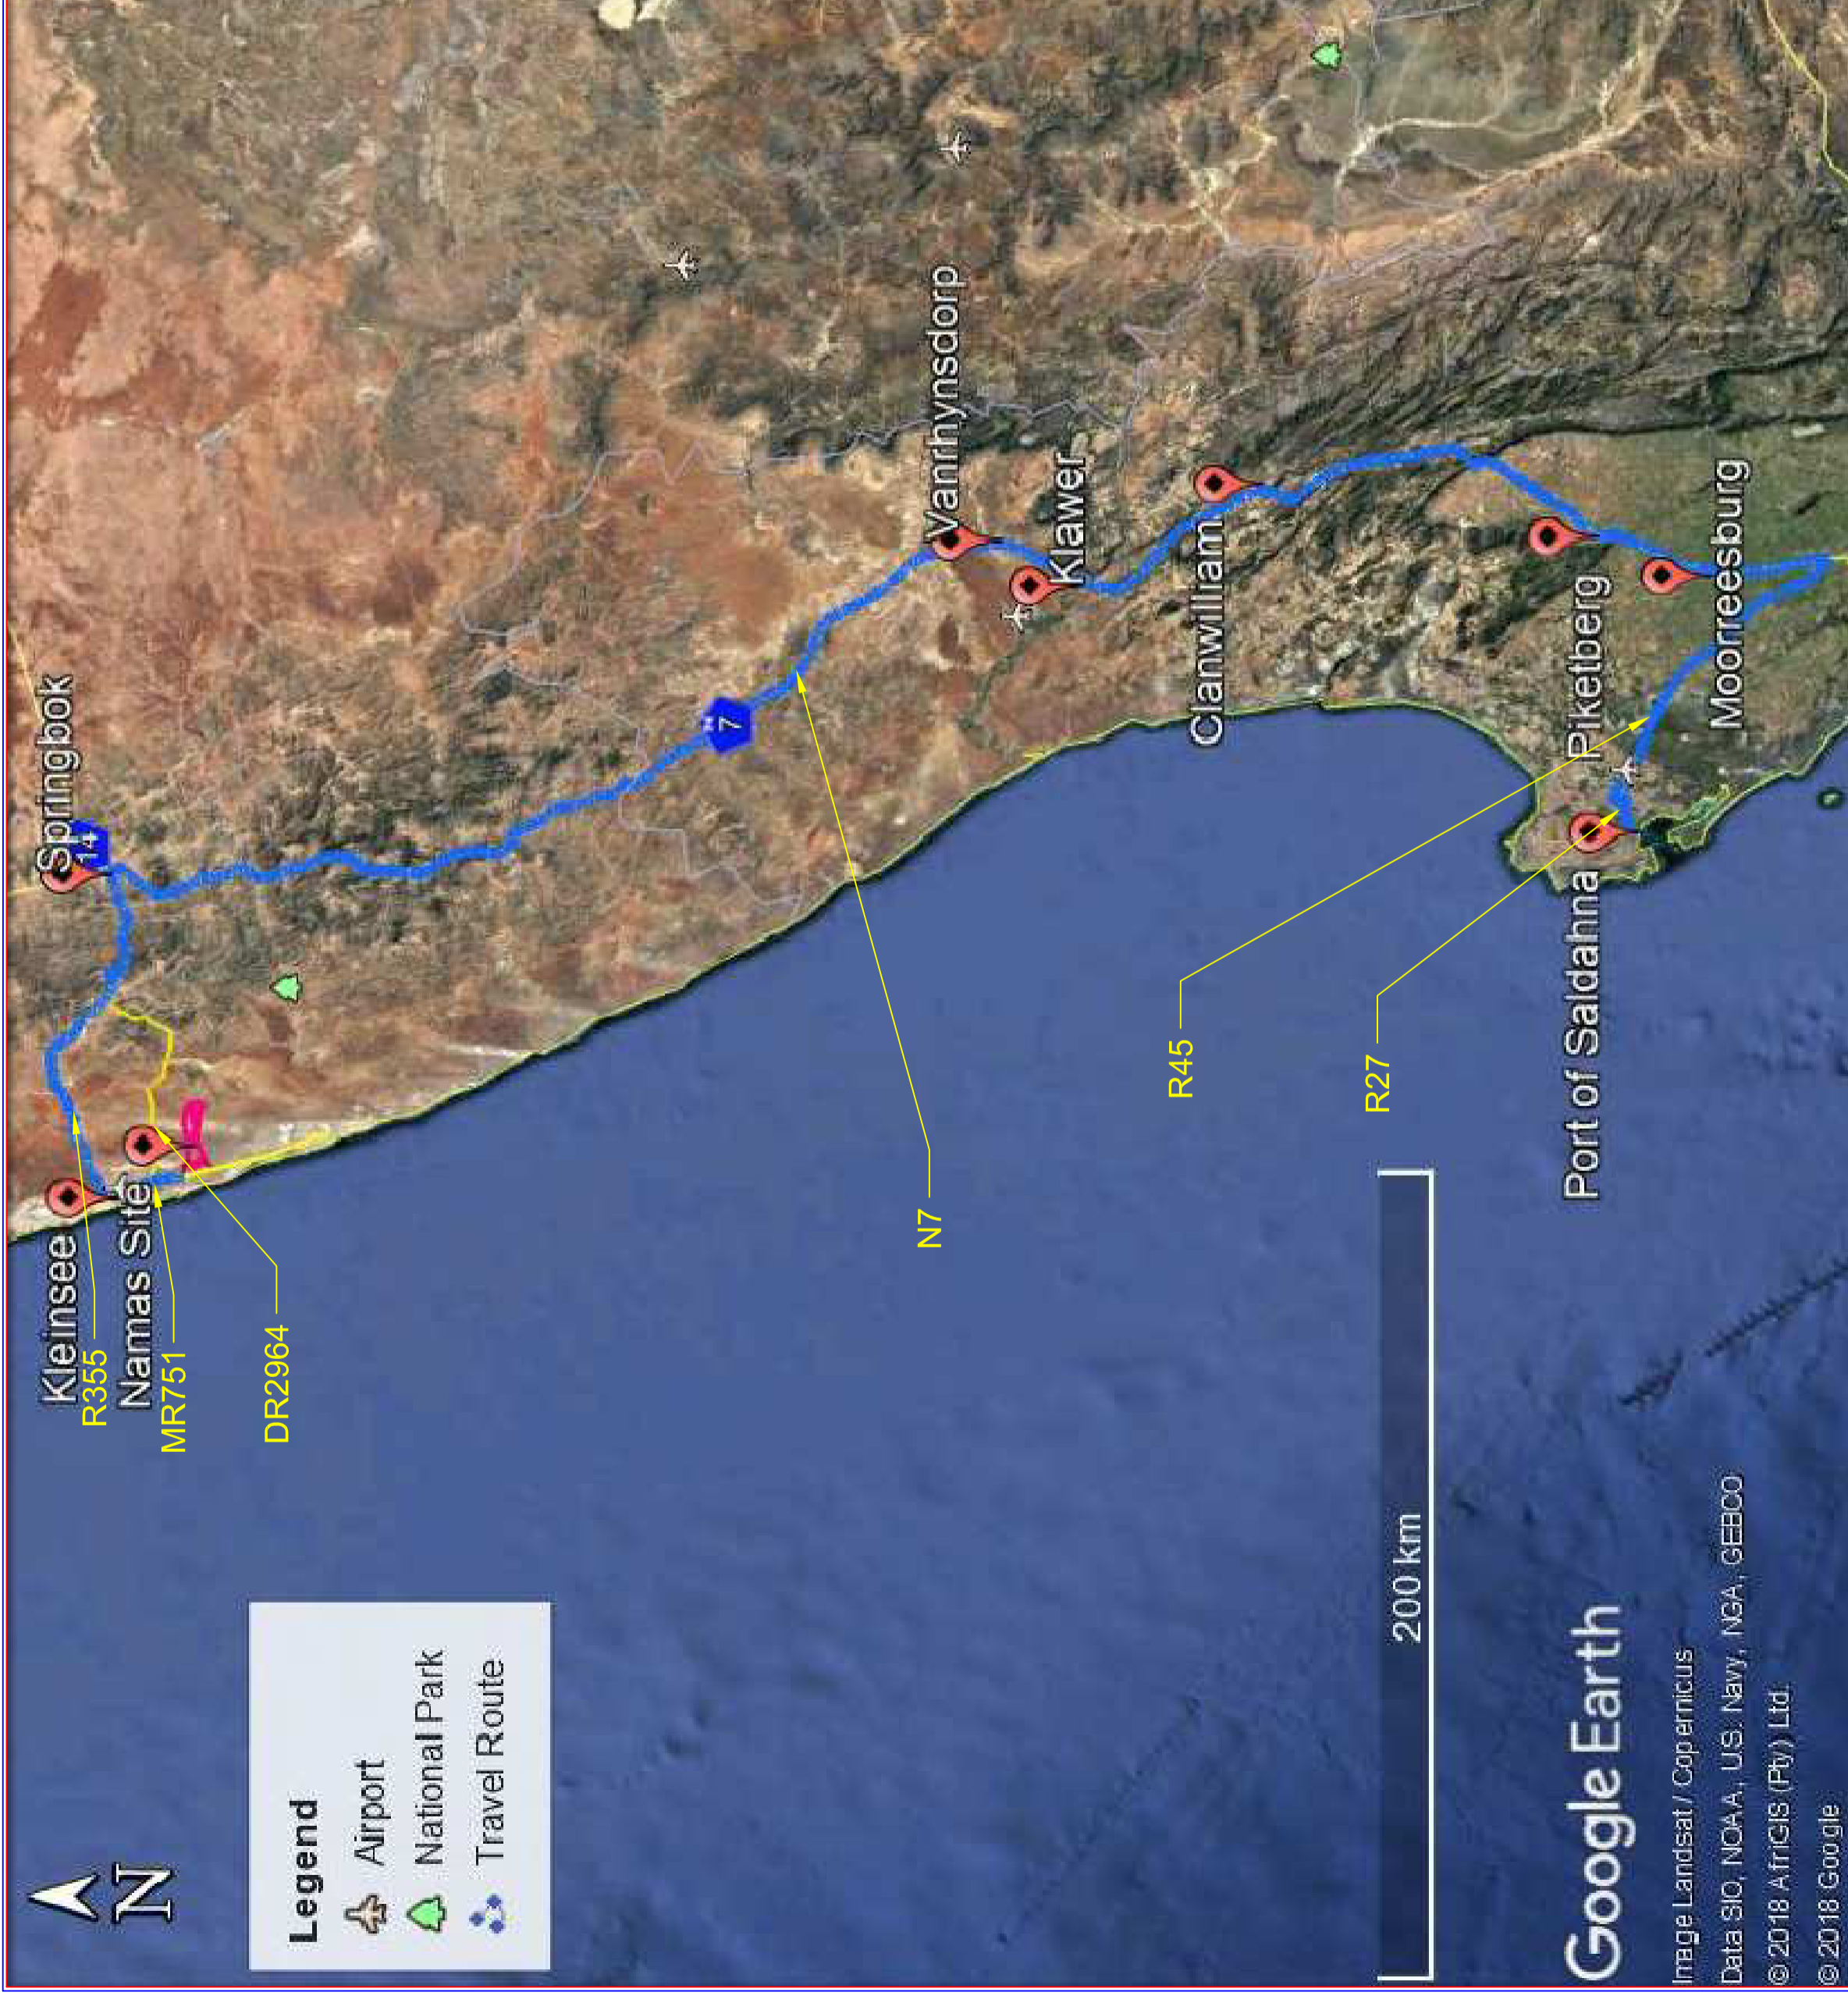 N
Legend
Airport
National Park
Travel Route
Kleinsee
R355
Namas Site
MR751
DR2964
Springbok
14
N7
7
Vanrhynsdorp
Klawer
Clanwilliam
R45
R27
Piketberg
Port of Saldahna
Moorreesburg
200 km
Google Earth
Image Landsat / Copernicus
Data SIO, NOAA, U.S. Navy, NGA, GEBCO
© 2018 AfriGIS (Pty) Ltd.
© 2018 Google